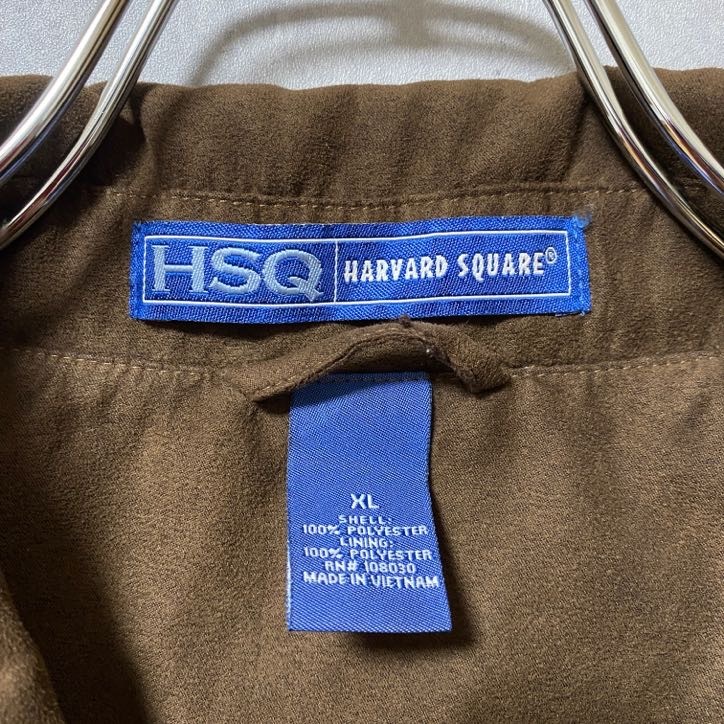 HSQ HARVARD SQUARE®
XL
SHELL:
100% POLYESTER
LINING:
100% POLYESTER
RN# 108030
MADE IN VIETNAM